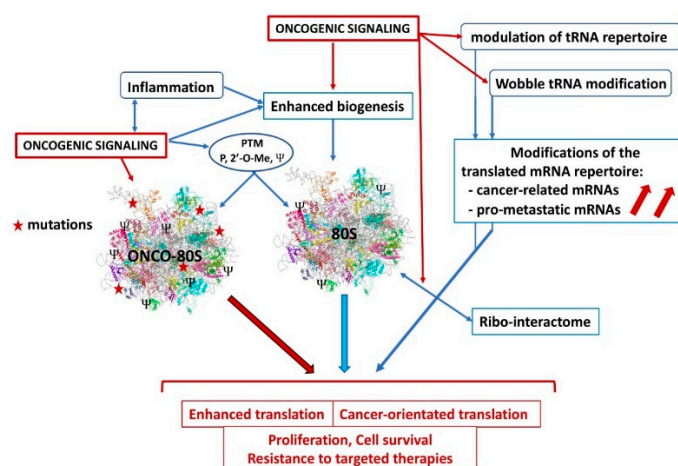 ONCOGENIC SIGNALING
modulation of tRNA repertoire
Inflammation
Wobble tRNA modification
Enhanced biogenesis
ONCOGENIC SIGNALING
PTM
P, 2'-O-Me, Ψ
Modifications of the
translated mRNA repertoire:
- cancer-related mRNAs
- pro-metastatic mRNAs
mutations
Ψ
Ψ
Ψ
Ψ
Ψ
Ψ
ONCO-80S
Ψ
Ψ
Ψ
Ψ
80S
Ribo-interactome
Enhanced translation
Cancer-orientated translation
Proliferation, Cell survival
Resistance to targeted therapies